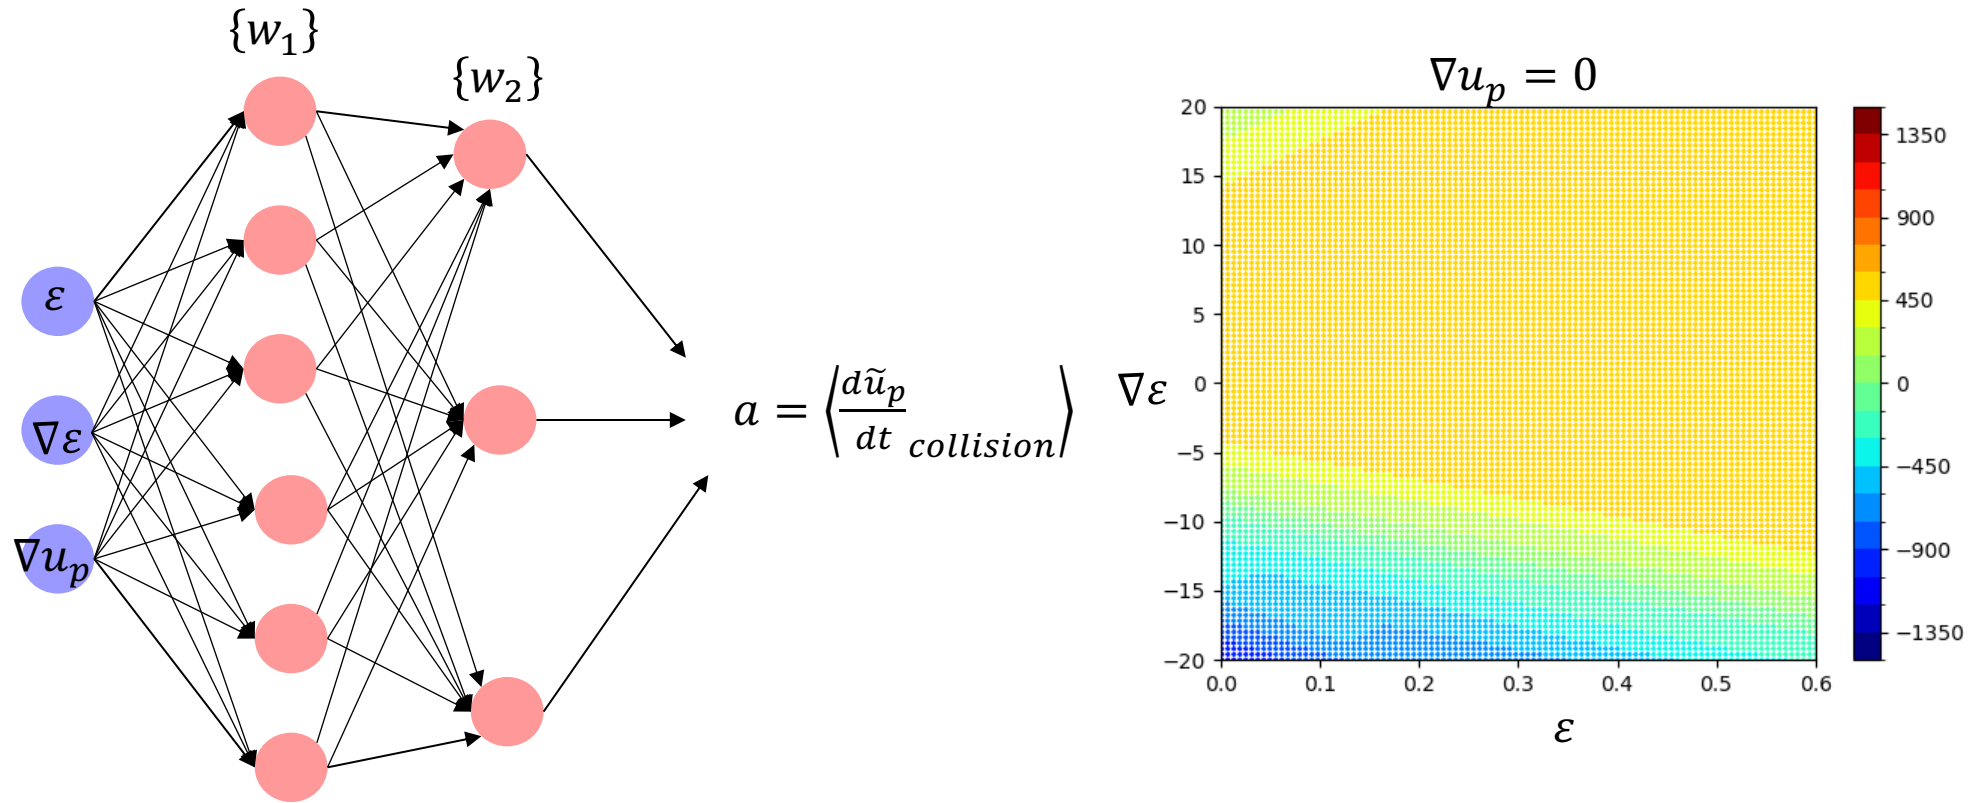 {w₁}
{w₂}
ε
∇ε
∇uₚ
a = ⟨dũₚ/dt collision⟩
∇uₚ = 0
∇ε
20
15
10
5
0
−5
−10
−15
−20
0.0 0.1 0.2 0.3 0.4 0.5 0.6
ε
1350
900
450
0
−450
−900
−1350